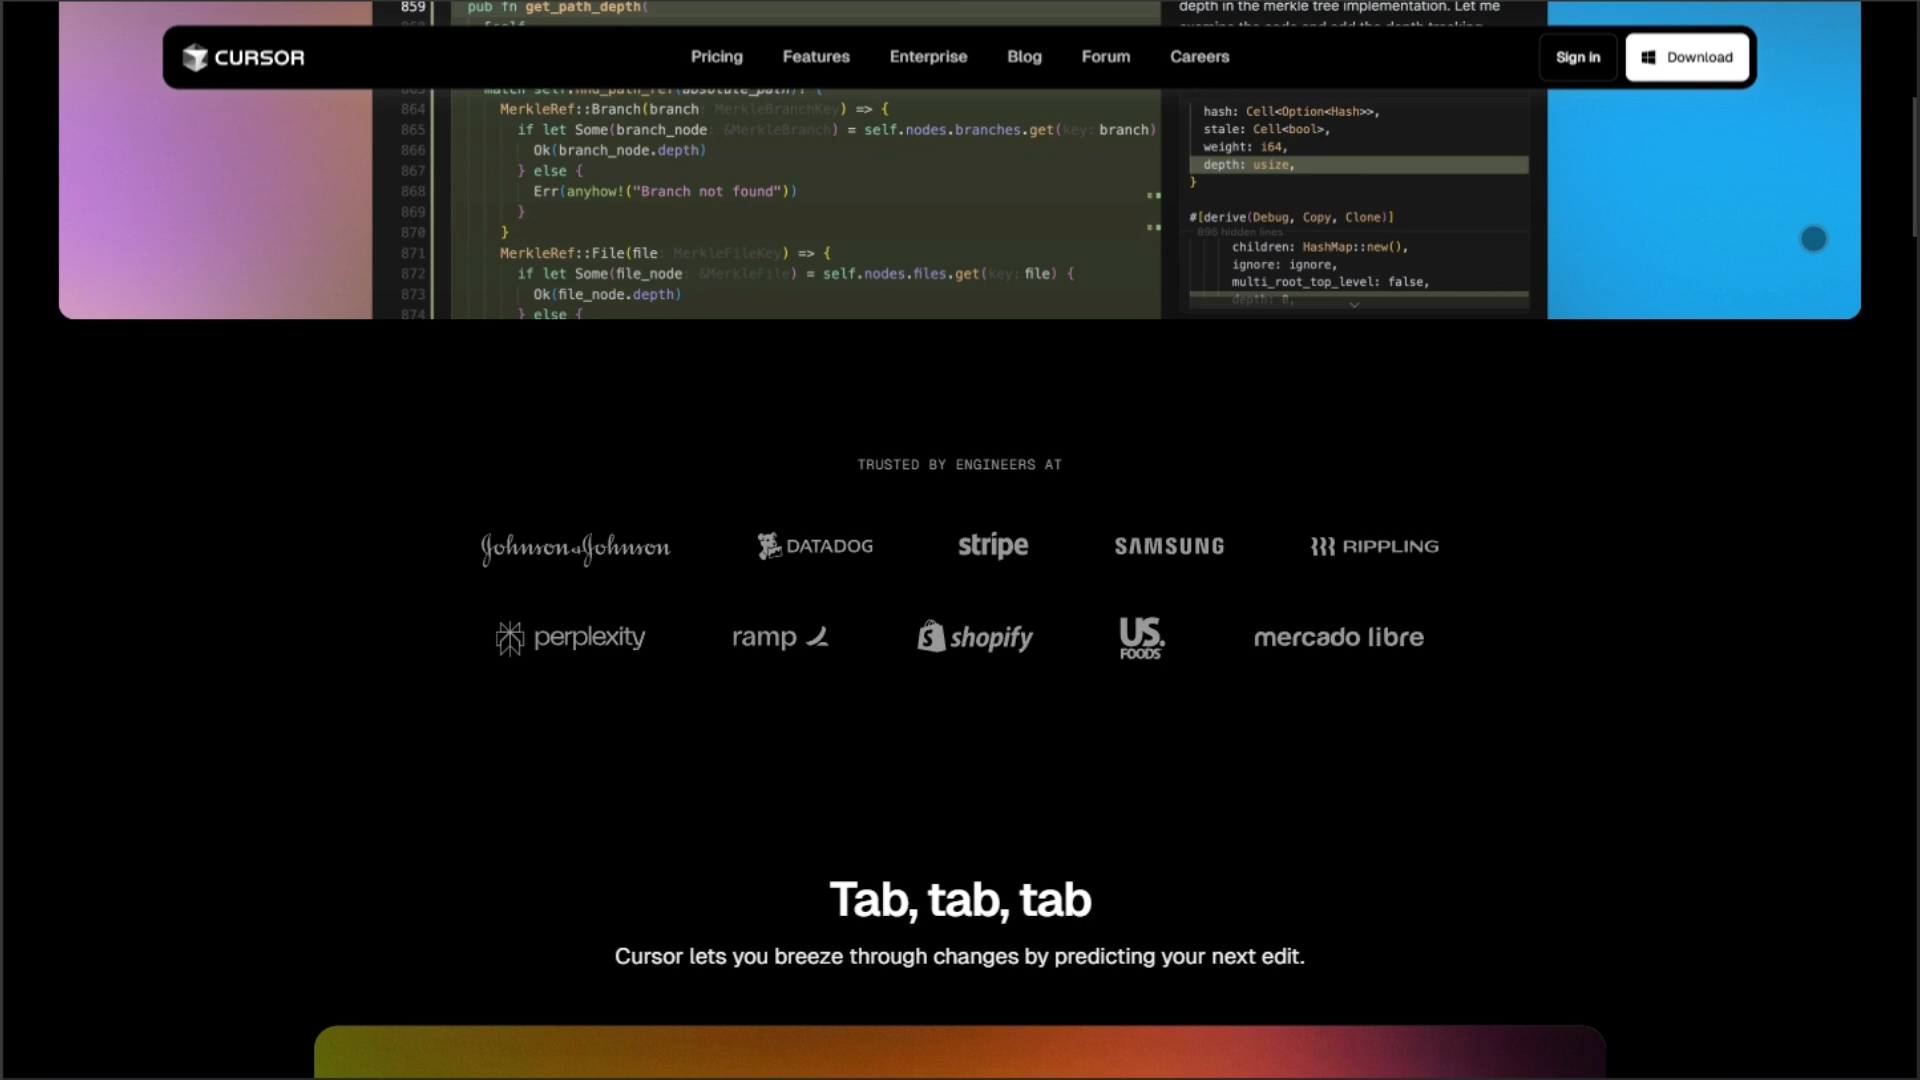 859 pub fn get_path_depth(
depth in the merkle tree implementation. Let me
CURSOR
Pricing
Features
Enterprise
Blog
Forum
Careers
Sign in
Download
864 MerkleRef::Branch(branch: MerkleBranchKey) => {
865 if let Some(branch_node: &MerkleBranch) = self.nodes.branches.get(key: branch)
866 Ok(branch_node.depth)
867 } else {
868 Err(anyhow!("Branch not found"))
869 }
870 }
871 MerkleRef::File(file: MerkleFileKey) => {
872 if let Some(file_node: &MerkleFile) = self.nodes.files.get(key: file) {
873 Ok(file_node.depth)
874 } else {
hash: Cell<Option<Hash>>,
stale: Cell<bool>,
weight: i64,
depth: usize,
}
#[derive(Debug, Copy, Clone)]
896 hidden lines
children: HashMap::new(),
ignore: ignore,
multi_root_top_level: false,
depth: 0,
TRUSTED BY ENGINEERS AT
Johnson&Johnson
DATADOG
stripe
SAMSUNG
RIPPLING
perplexity
ramp
shopify
US.
FOODS
mercado libre
Tab, tab, tab
Cursor lets you breeze through changes by predicting your next edit.